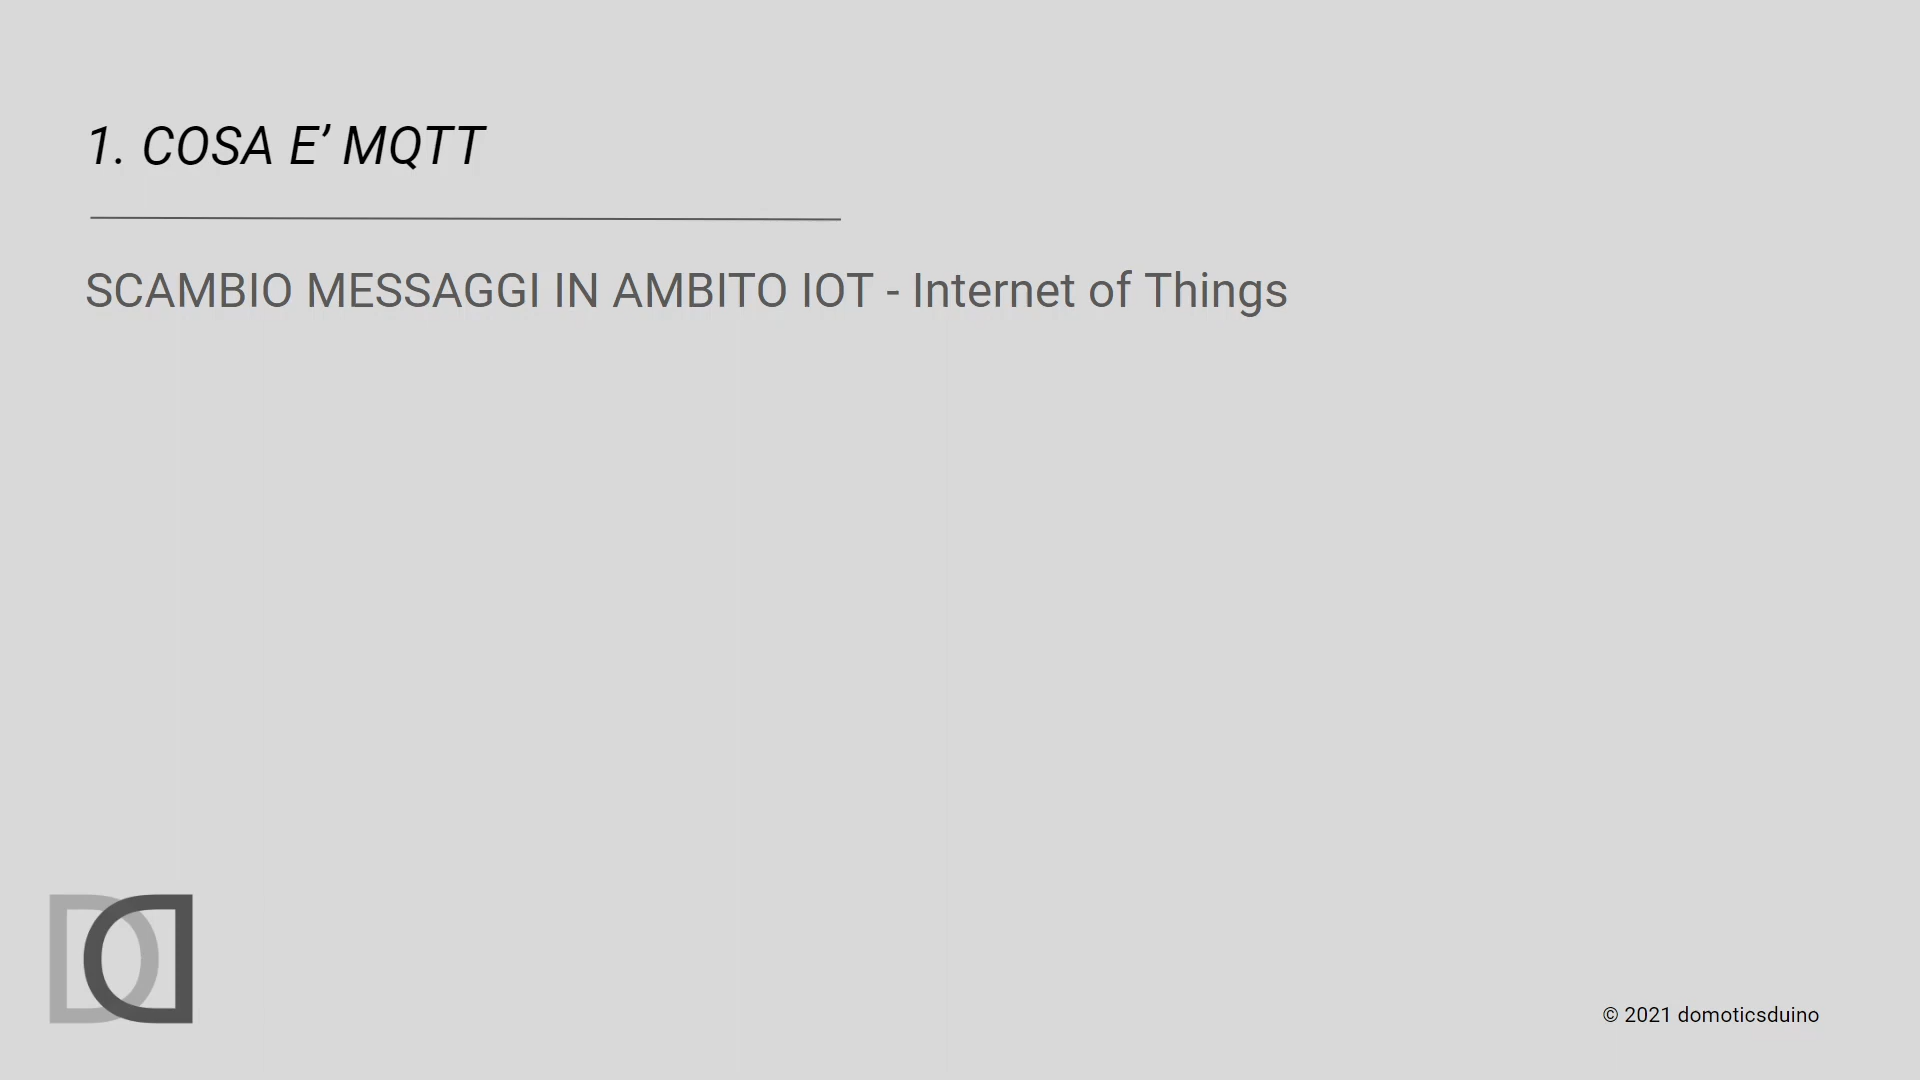 1. COSA E’ MQTT
SCAMBIO MESSAGGI IN AMBITO IOT - Internet of Things
© 2021 domoticsduino